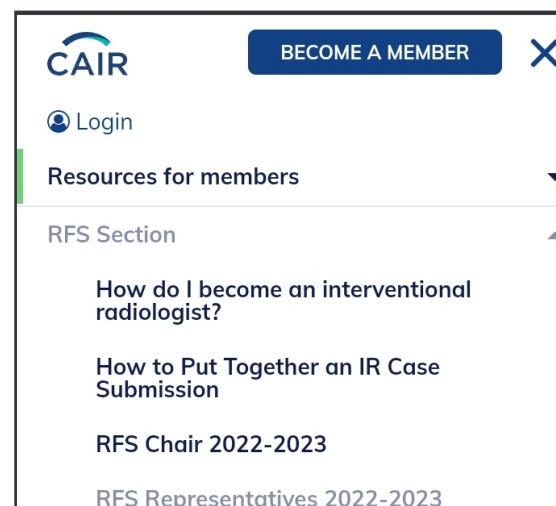 CAIR
BECOME A MEMBER
Login
Resources for members
RFS Section
How do I become an interventional
radiologist?
How to Put Together an IR Case
Submission
RFS Chair 2022-2023
RFS Representatives 2022-2023